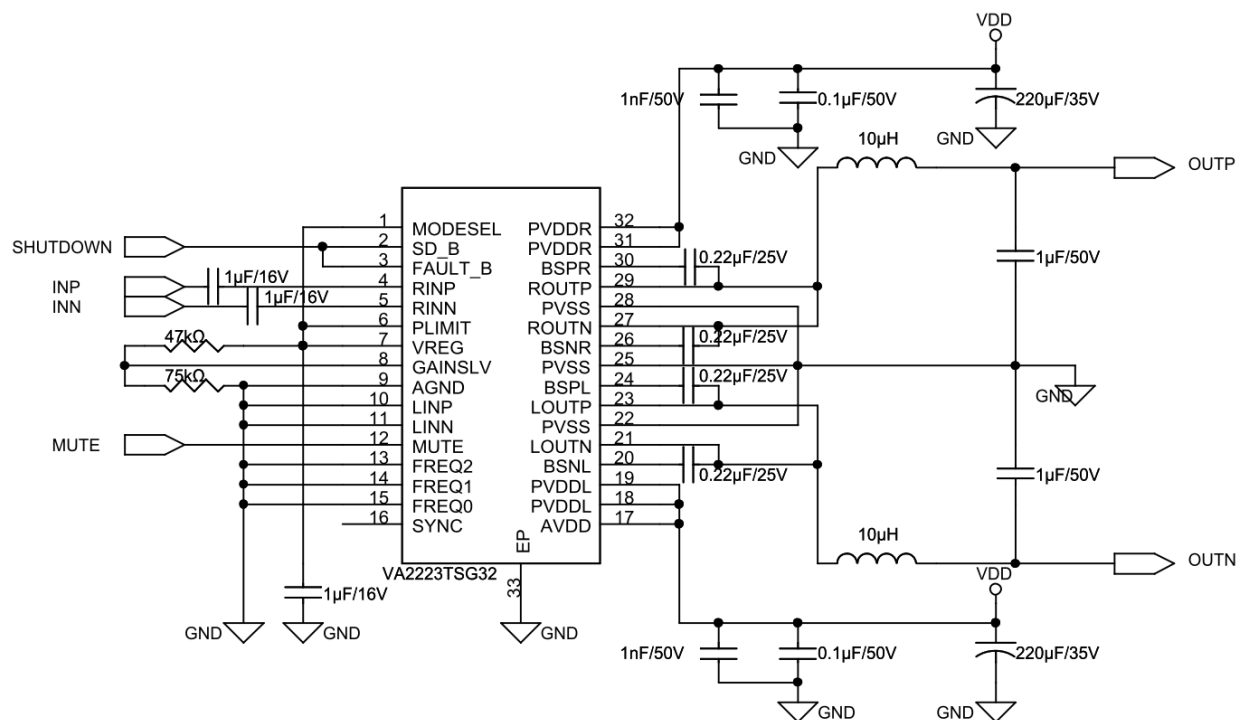 VDD
1nF/50V
0.1µF/50V
220µF/35V
GND
GND
10µH
OUTP
1 MODESEL PVDDR 32
SHUTDOWN 2 SD_B PVDDR 31
3 FAULT_B BSPR 30 0.22µF/25V
1µF/16V
INP 4 RINP ROUTP 29
1µF/16V
INN 5 RINN PVSS 28
1µF/50V
6 PLIMIT ROUTN 27
47kΩ 7 VREG BSNR 26 0.22µF/25V
8 GAINSLV PVSS 25
75kΩ 9 AGND BSPL 24 0.22µF/25V
GND
10 LINP LOUTP 23
11 LINN PVSS 22
MUTE 12 MUTE LOUTN 21
13 FREQ2 BSNL 20 0.22µF/25V
1µF/50V
14 FREQ1 PVDDL 19
15 FREQ0 PVDDL 18
16 SYNC AVDD 17
EP
10µH
OUTN
VA2223TSG32
33
VDD
1µF/16V
GND
GND
GND
1nF/50V
0.1µF/50V
220µF/35V
GND
GND